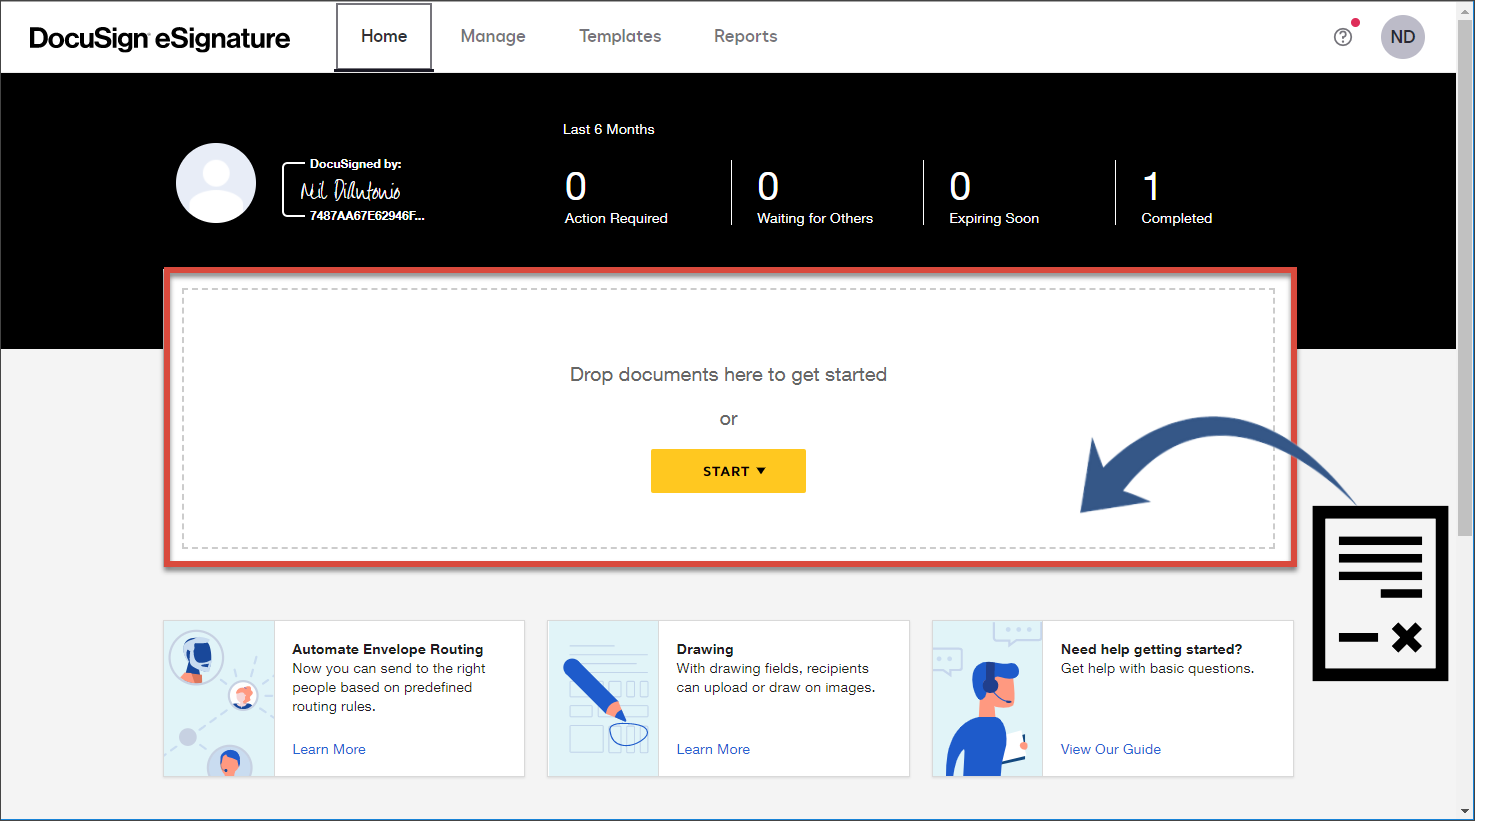 DocuSign eSignature
Home
Manage
Templates
Reports
ND
Last 6 Months
DocuSigned by:
Nil DiAntonio
7487AA67E62946F...
0
Action Required
0
Waiting for Others
0
Expiring Soon
1
Completed
Drop documents here to get started
or
START
Automate Envelope Routing
Now you can send to the right
people based on predefined
routing rules.
Learn More
Drawing
With drawing fields, recipients
can upload or draw on images.
Learn More
Need help getting started?
Get help with basic questions.
View Our Guide